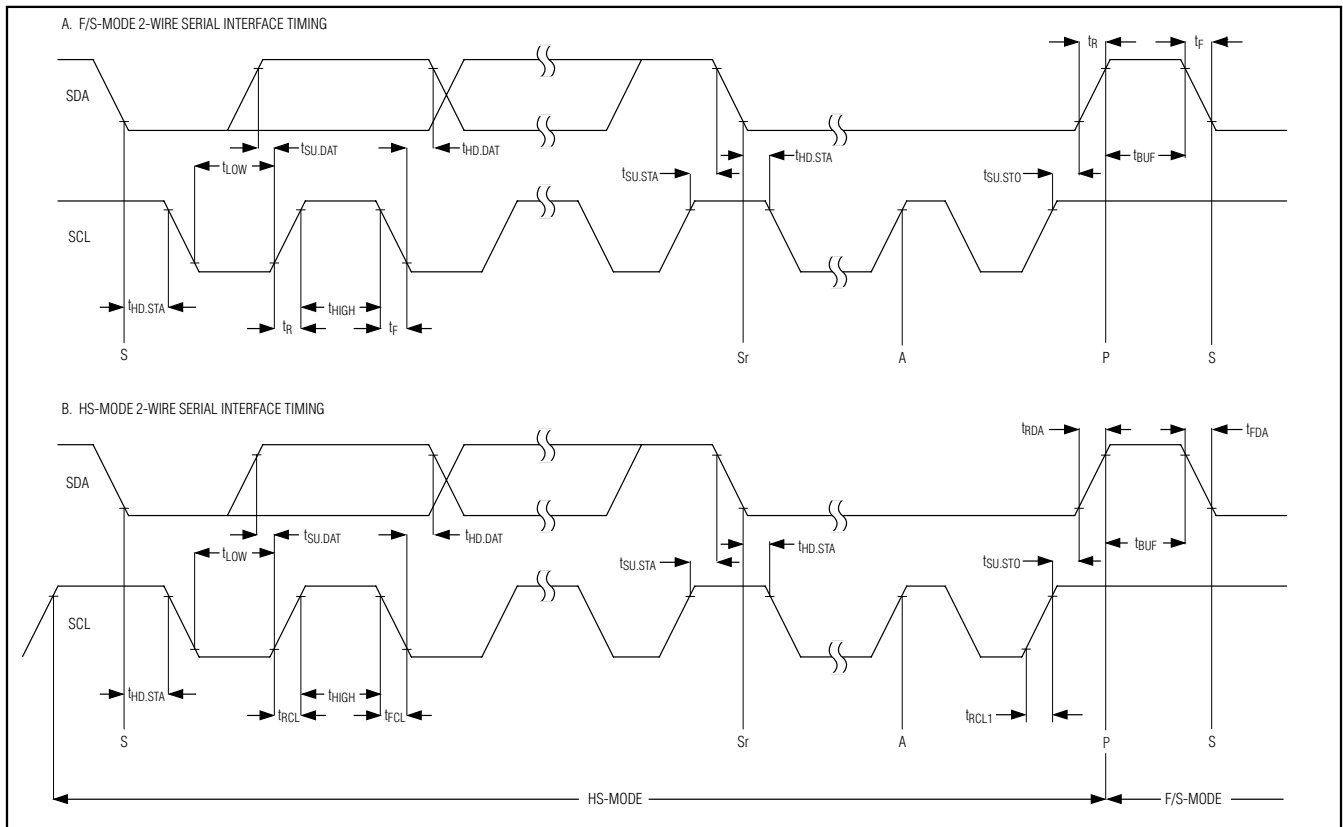 A. F/S-MODE 2-WIRE SERIAL INTERFACE TIMING
tR
tF
SDA
tSU.DAT
tHD.DAT
tLOW
tHD.STA
tBUF
tSU.STA
tSU.STO
SCL
tHD.STA
tHIGH
tR
tF
S
Sr
A
P
S
B. HS-MODE 2-WIRE SERIAL INTERFACE TIMING
tRDA
tFDA
SDA
tSU.DAT
tHD.DAT
tLOW
tHD.STA
tBUF
tSU.STA
tSU.STO
SCL
tHD.STA
tHIGH
tRCL
tFCL
tRCL1
S
Sr
A
P
S
HS-MODE
F/S-MODE